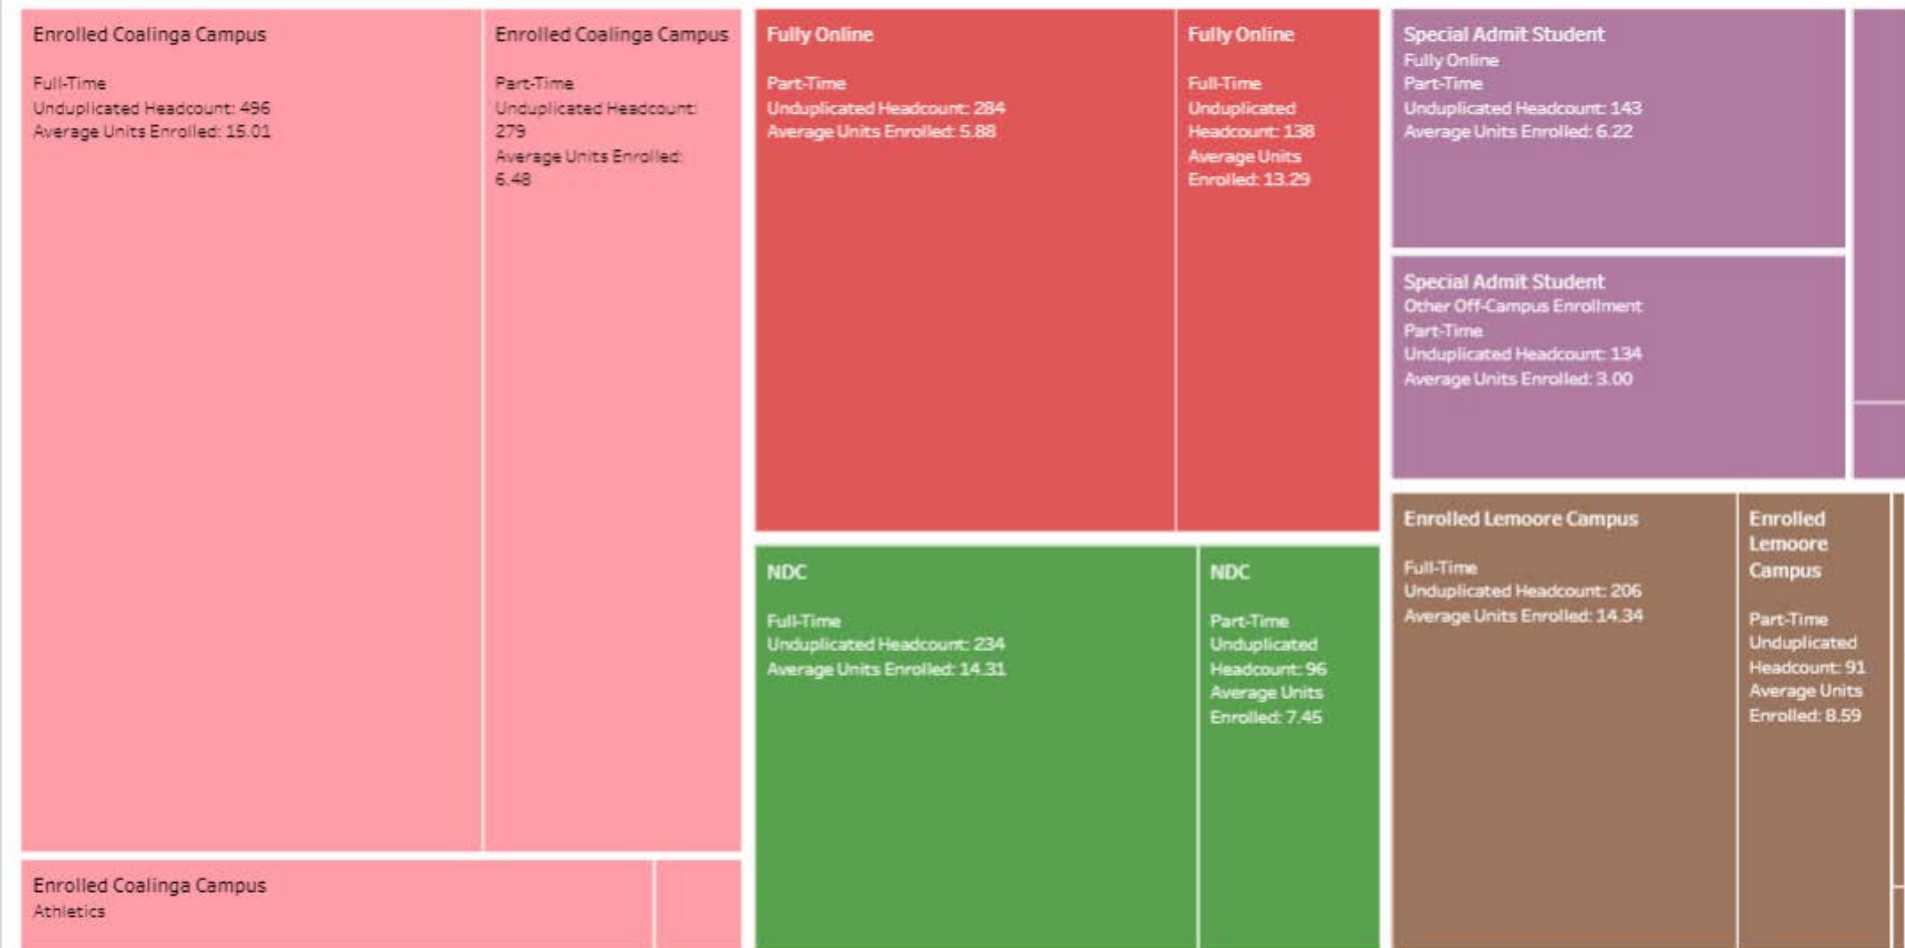 Enrolled Coalinga Campus
Full-Time
Unduplicated Headcount: 496
Average Units Enrolled: 15.01
Enrolled Coalinga Campus
Part-Time
Unduplicated Headcount:
279
Average Units Enrolled:
6.48
Enrolled Coalinga Campus
Athletics
Fully Online
Part-Time
Unduplicated Headcount: 284
Average Units Enrolled: 5.88
Fully Online
Full-Time
Unduplicated
Headcount: 138
Average Units
Enrolled: 13.29
NDC
Full-Time
Unduplicated Headcount: 234
Average Units Enrolled: 14.31
NDC
Part-Time
Unduplicated
Headcount: 96
Average Units
Enrolled: 7.45
Special Admit Student
Fully Online
Part-Time
Unduplicated Headcount: 143
Average Units Enrolled: 6.22
Special Admit Student
Other Off-Campus Enrollment
Part-Time
Unduplicated Headcount: 134
Average Units Enrolled: 3.00
Enrolled Lemoore Campus
Full-Time
Unduplicated Headcount: 206
Average Units Enrolled: 14.34
Enrolled
Lemoore
Campus
Part-Time
Unduplicated
Headcount: 91
Average Units
Enrolled: 8.59